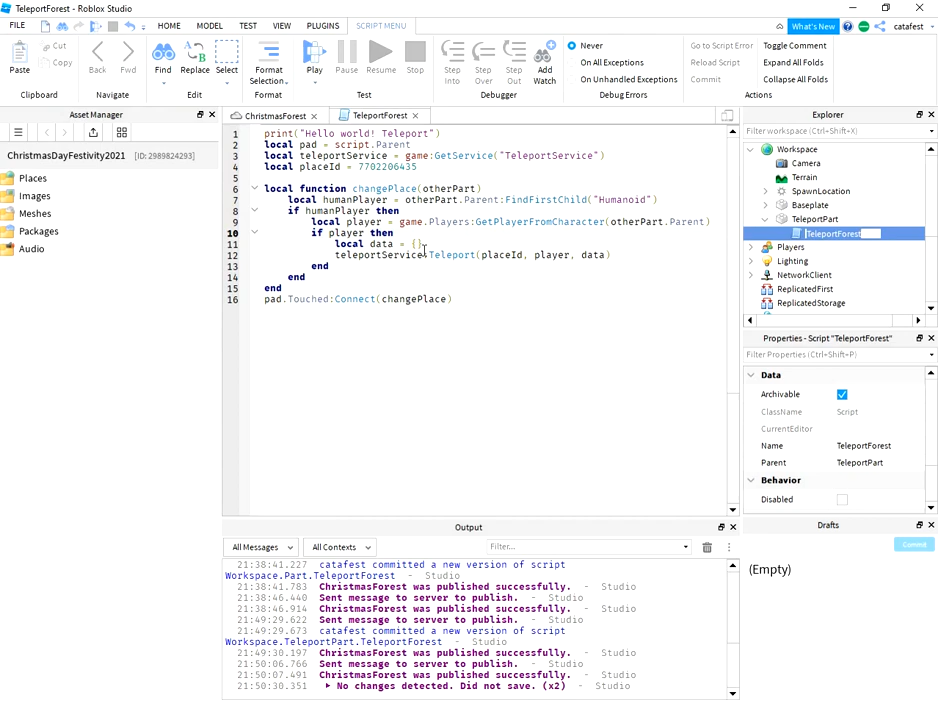 TeleportForest - Roblox Studio
FILE HOME MODEL TEST VIEW PLUGINS SCRIPT MENU What's New catafest
Paste Cut Copy Back Fwd Find Replace Select Format Selection Play Pause Resume Stop Step Into Step Over Step Out Add Watch Never On All Exceptions On Unhandled Exceptions Go to Script Error Reload Script Commit Toggle Comment Expand All Folds Collapse All Folds
Clipboard Navigate Edit Format Test Debugger Debug Errors Actions
Asset Manager
ChristmasDayFestivity2021 [ID: 2989824293]
Places
Images
Meshes
Packages
Audio
ChristmasForest TeleportForest
1 print("Hello world! Teleport")
2 local pad = script.Parent
3 local teleportService = game:GetService("TeleportService")
4 local placeId = 7702206435
5
6 local function changePlace(otherPart)
7 local humanPlayer = otherPart.Parent:FindFirstChild("Humanoid")
8 if humanPlayer then
9 local player = game.Players:GetPlayerFromCharacter(otherPart.Parent)
10 if player then
11 local data = {}
12 teleportService:Teleport(placeId, player, data)
13 end
14 end
15 end
16 pad.Touched:Connect(changePlace)
Explorer
Filter workspace (Ctrl+Shift+X)
Workspace
Camera
Terrain
SpawnLocation
Baseplate
TeleportPart
TeleportForest
Players
Lighting
NetworkClient
ReplicatedFirst
ReplicatedStorage
Properties - Script "TeleportForest"
Filter Properties (Ctrl+Shift+P)
Data
Archivable
ClassName Script
CurrentEditor
Name TeleportForest
Parent TeleportPart
Behavior
Disabled
Output
All Messages All Contexts Filter...
21:38:41.227 catafest committed a new version of script
Workspace.Part.TeleportForest - Studio
21:38:41.783 ChristmasForest was published successfully. - Studio
21:38:46.440 Sent message to server to publish. - Studio
21:38:46.914 ChristmasForest was published successfully. - Studio
21:49:29.622 Sent message to server to publish. - Studio
21:49:29.673 catafest committed a new version of script
Workspace.TeleportPart.TeleportForest - Studio
21:49:30.197 ChristmasForest was published successfully. - Studio
21:50:06.766 Sent message to server to publish. - Studio
21:50:07.491 ChristmasForest was published successfully. - Studio
21:50:30.351 No changes detected. Did not save. (x2) - Studio
Drafts
Commit
(Empty)